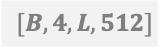 [B, 4, L, 512]